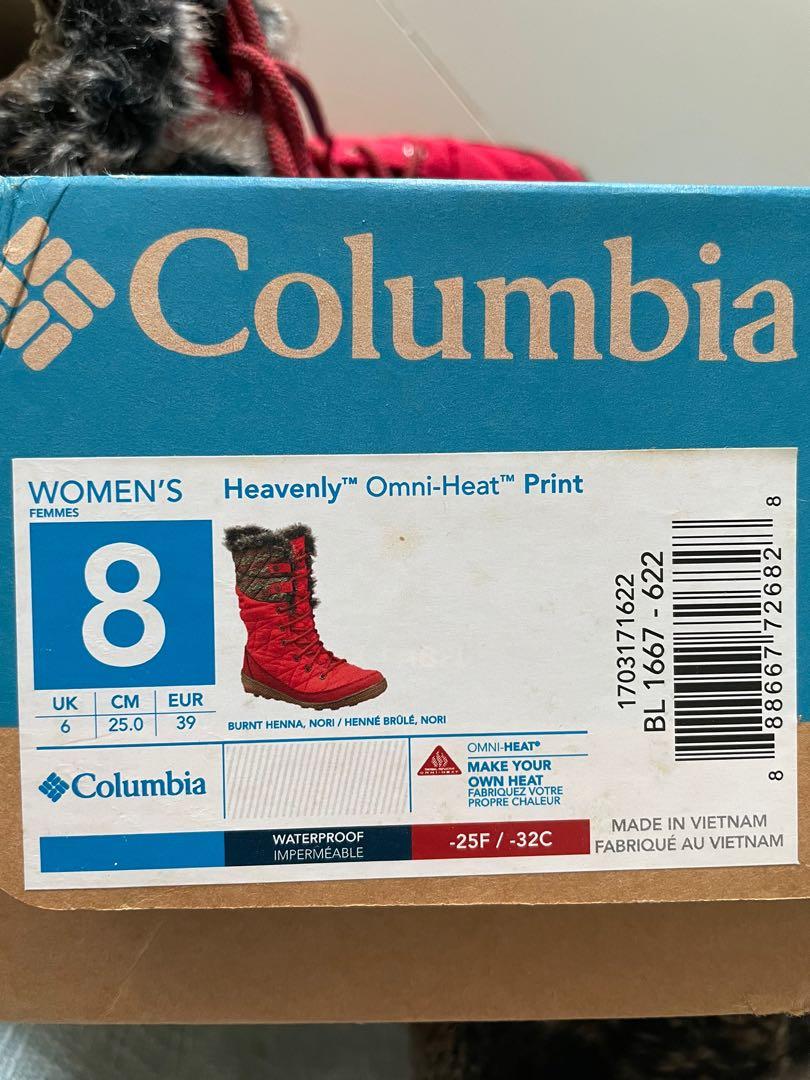 Columbia
WOMEN'S
FEMMES
Heavenly™ Omni-Heat™ Print
8
UK CM EUR
6 25.0 39
BURNT HENNA, NORI / HENNÉ BRÛLÉ, NORI
Columbia
OMNI-HEAT®
MAKE YOUR
OWN HEAT
FABRIQUEZ VOTRE
PROPRE CHALEUR
WATERPROOF
IMPERMÉABLE
-25F / -32C
1703171622
BL 1667 - 622
8 88667 72682 8
MADE IN VIETNAM
FABRIQUÉ AU VIETNAM